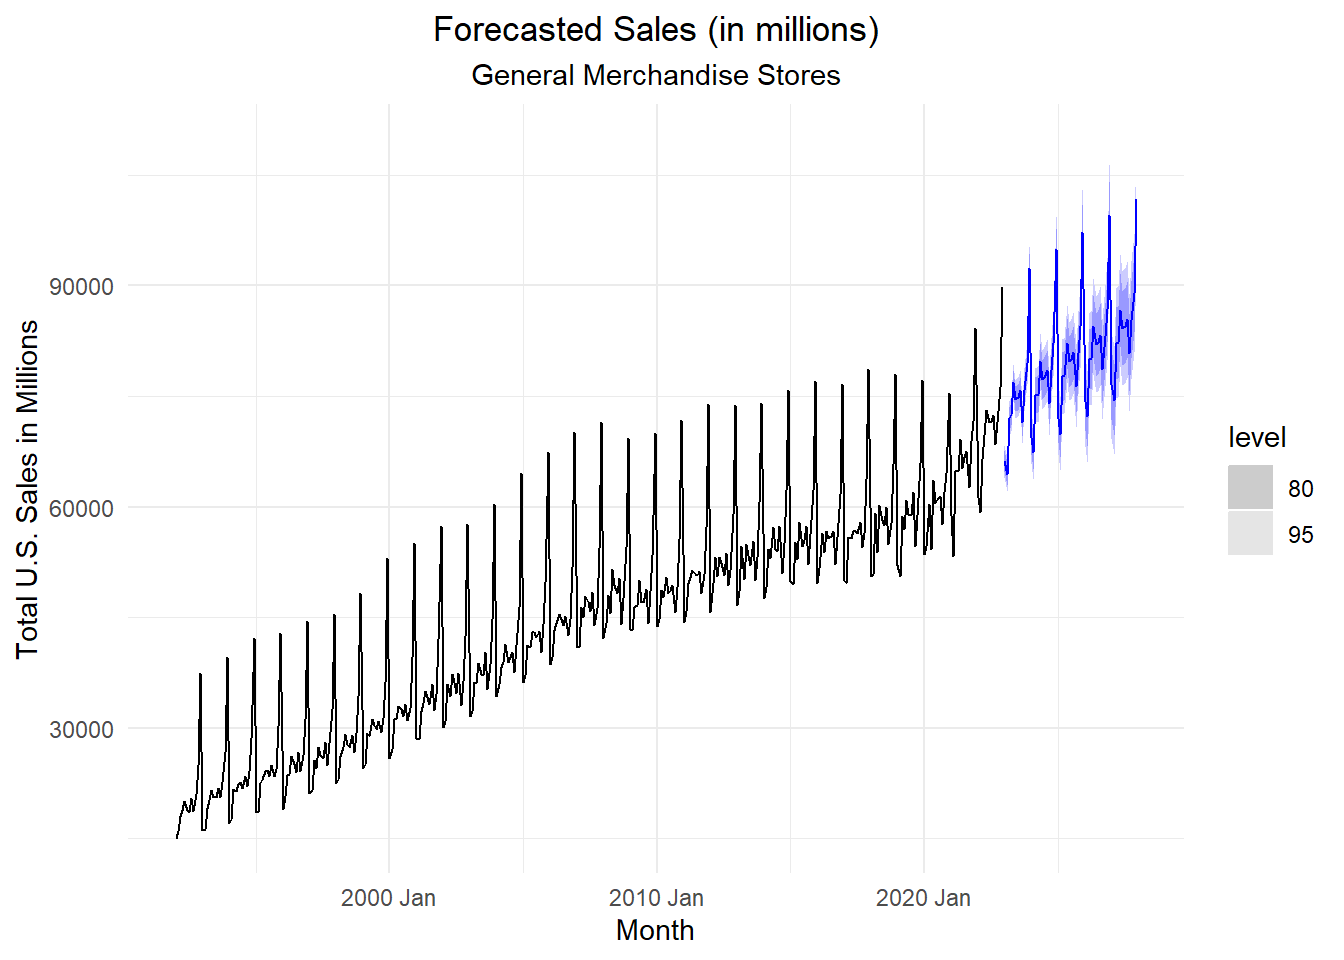 Forecasted Sales (in millions)
General Merchandise Stores
Total U.S. Sales in Millions
90000
60000
30000
2000 Jan
2010 Jan
2020 Jan
Month
level
80
95